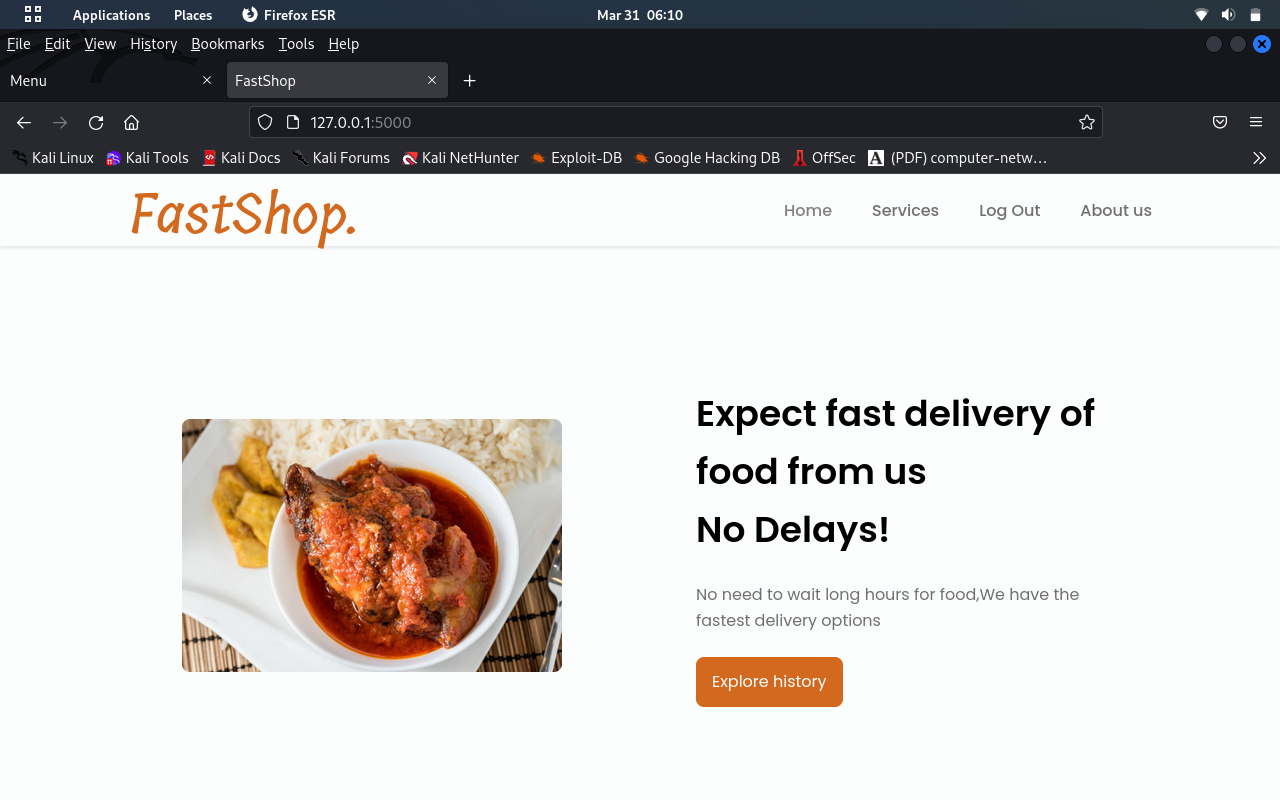 Applications Places Firefox ESR Mar 31 06:10
File Edit View History Bookmarks Tools Help
Menu FastShop
127.0.0.1:5000
Kali Linux Kali Tools Kali Docs Kali Forums Kali NetHunter Exploit-DB Google Hacking DB OffSec (PDF) computer-netw…
FastShop. Home Services Log Out About us
Expect fast delivery of
food from us
No Delays!
No need to wait long hours for food,We have the
fastest delivery options
Explore history